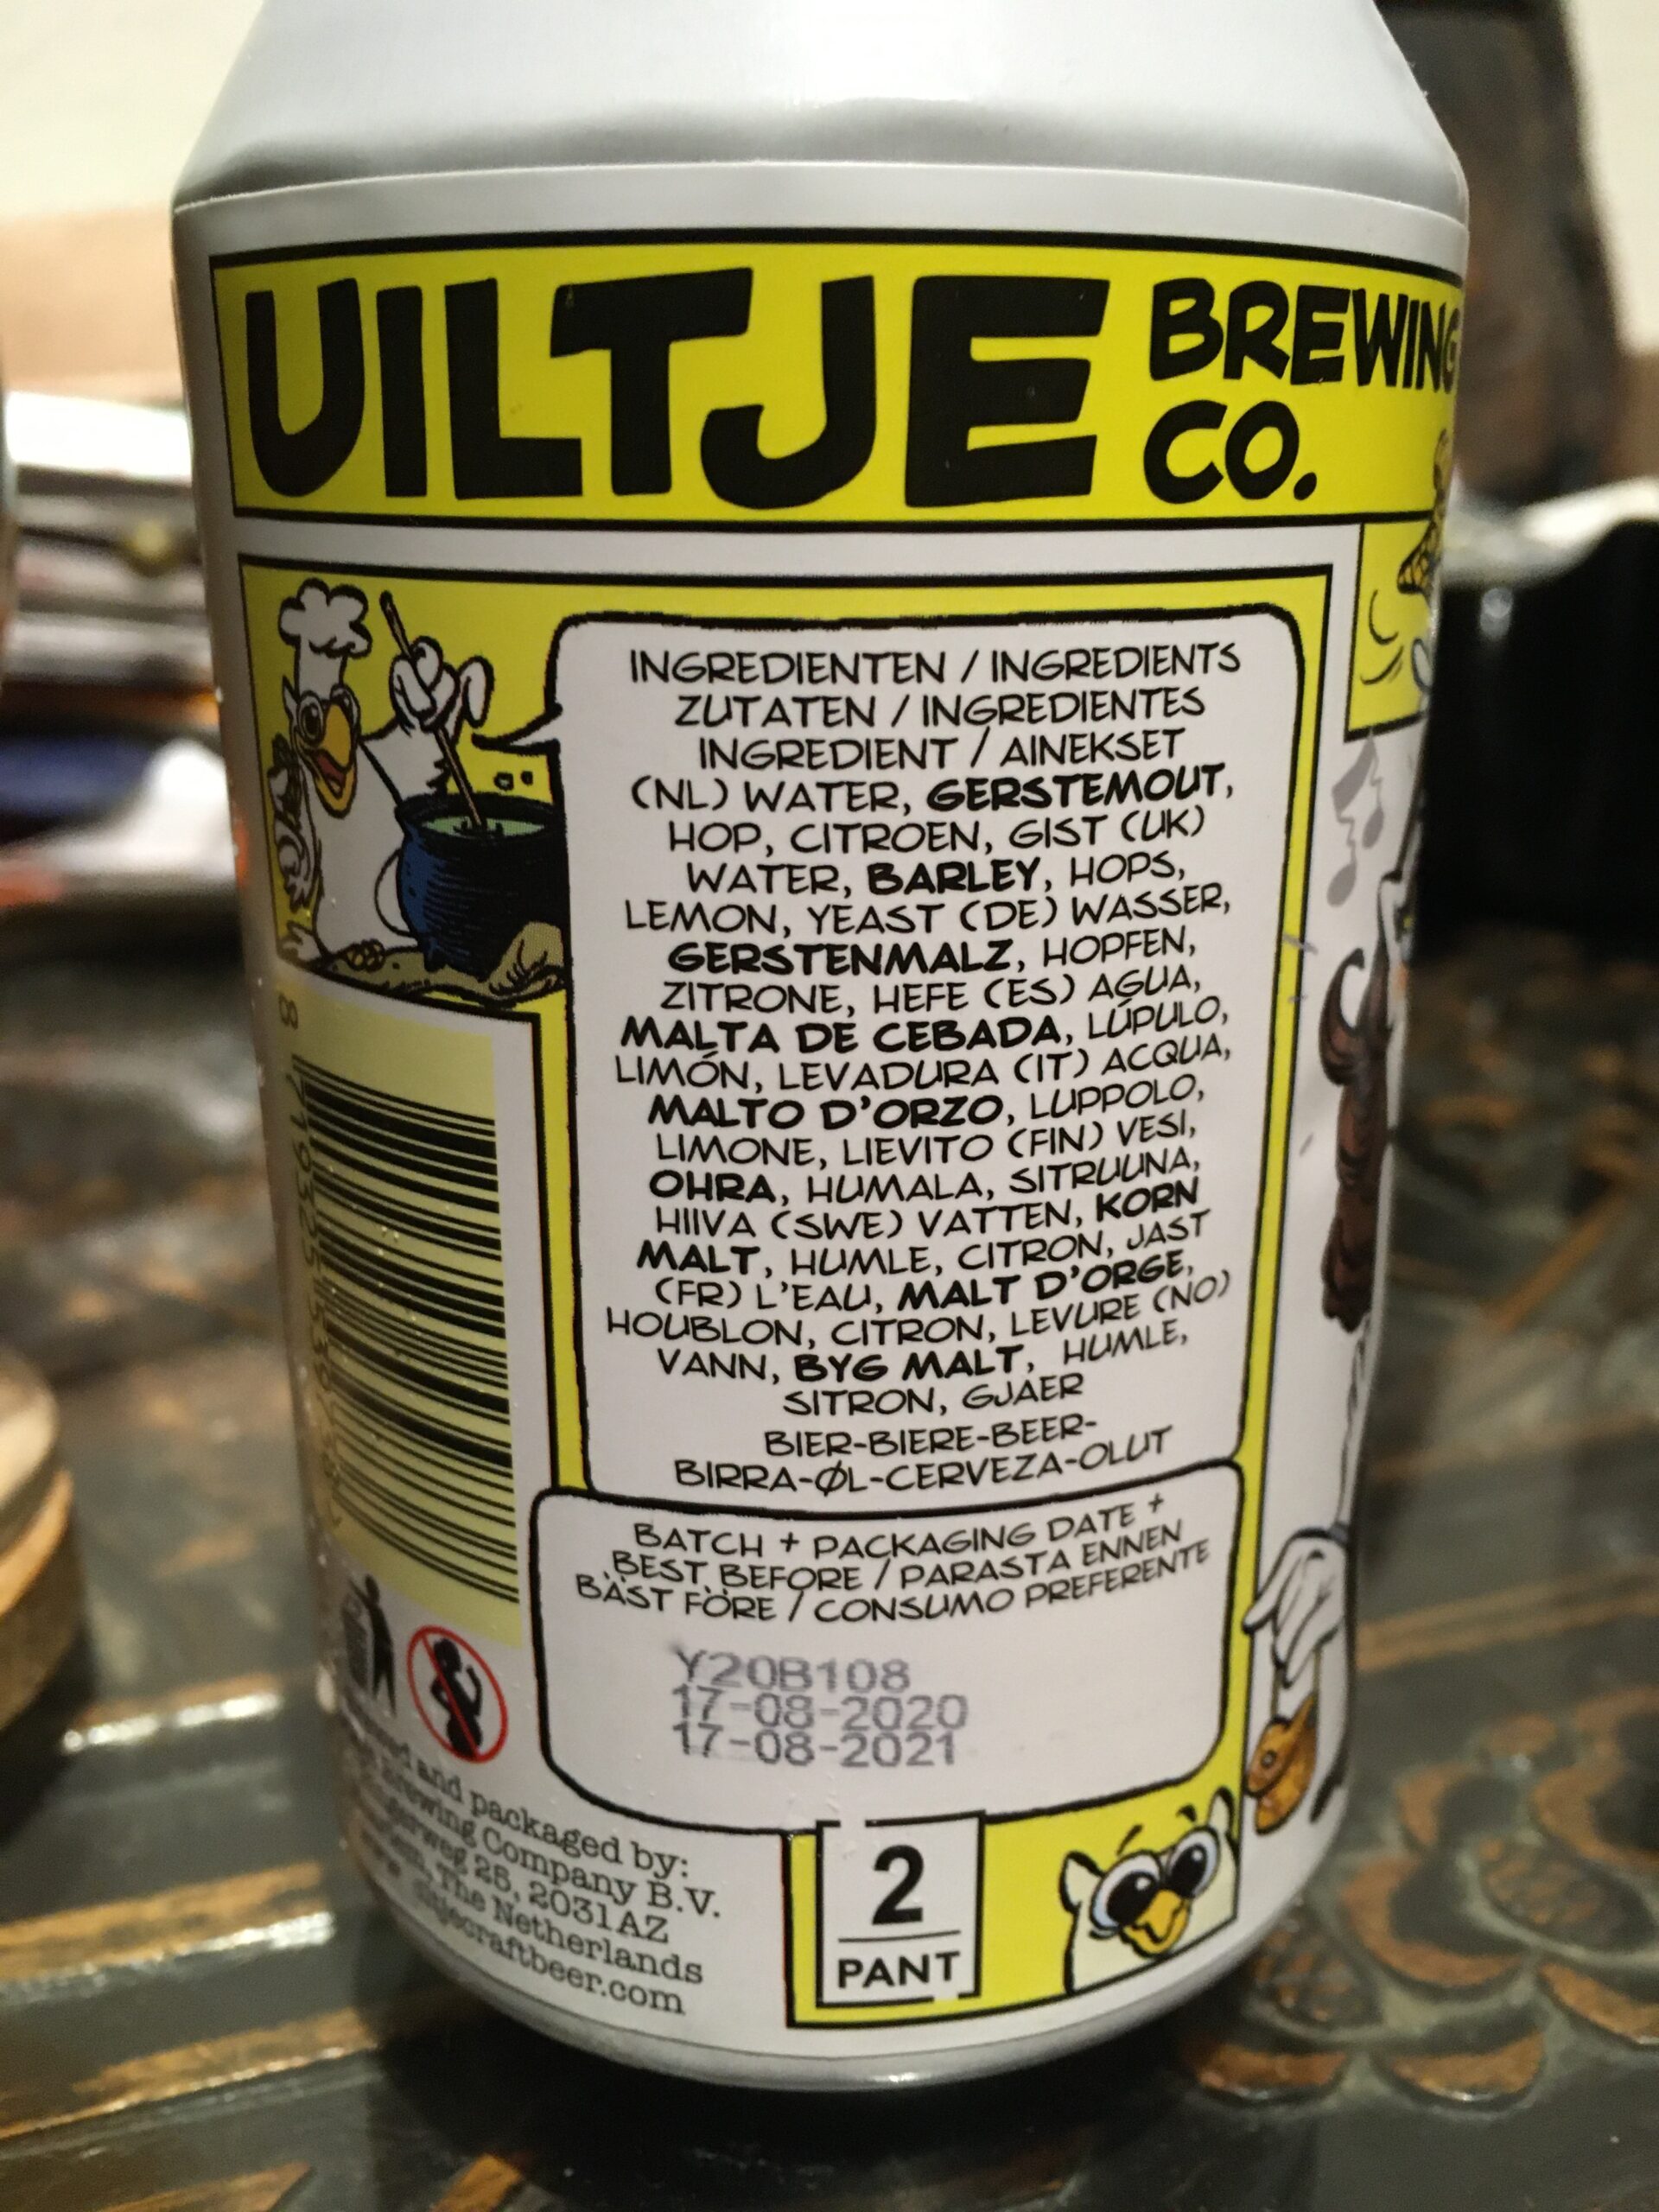 UILTJE BREWING
CO.
INGREDIENTEN / INGREDIENTS
ZUTATEN / INGREDIENTES
INGREDIENT / AINEKSET
(NL) WATER, GERSTEMOUT,
HOP, CITROEN, GIST (UK)
WATER, BARLEY, HOPS,
LEMON, YEAST (DE) WASSER,
GERSTENMALZ, HOPFEN,
ZITRONE, HEFE (ES) AGUA,
MALTA DE CEBADA, LÚPULO,
LIMÓN, LEVADURA (IT) ACQUA,
MALTO D'ORZO, LUPPOLO,
LIMONE, LIEVITO (FIN) VESI,
OHRA, HUMALA, SITRUUNA,
HIIVA (SWE) VATTEN, KORN
MALT, HUMLE, CITRON, JAST
(FR) L'EAU, MALT D'ORGE,
HOUBLON, CITRON, LEVURE (NO)
VANN, BYG MALT, HUMLE,
SITRON, GJAER
BIER-BIERE-BEER-
BIRRA-ØL-CERVEZA-OLUT
BATCH + PACKAGING DATE +
BEST BEFORE / PARASTA ENNEN
BÄST FÖRE / CONSUMO PREFERENTE
Y20B108
17-08-2020
17-08-2021
and packaged by:
Brewing Company B.V.
25, 2031AZ
The Netherlands
2
PANT